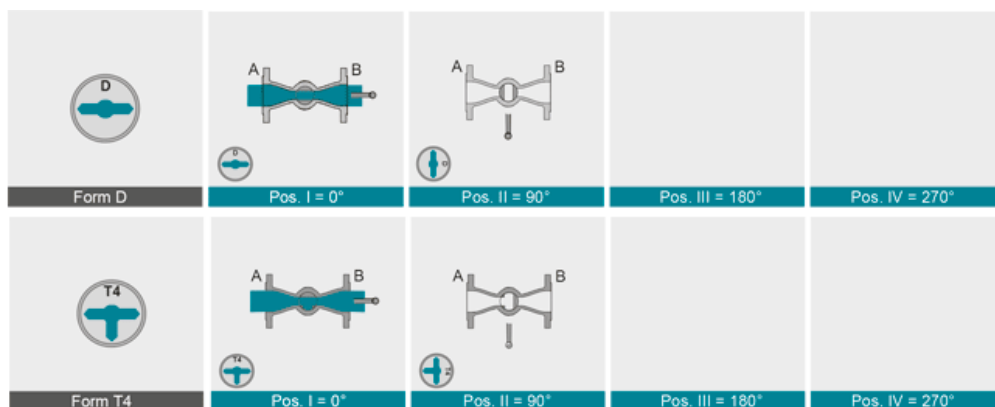 D
A B
D
A B
D
Form D
Pos. I = 0°
Pos. II = 90°
Pos. III = 180°
Pos. IV = 270°
T4
A B
T4
A B
T4
Form T4
Pos. I = 0°
Pos. II = 90°
Pos. III = 180°
Pos. IV = 270°